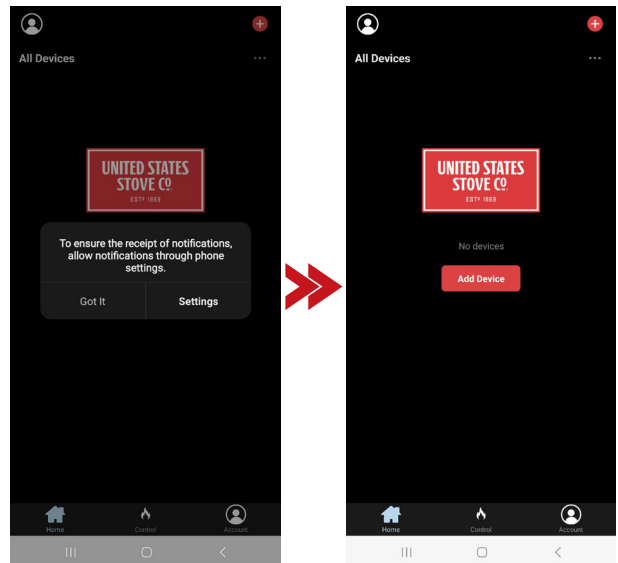 All Devices
UNITED STATES
STOVE CO.
ESTD 1869
To ensure the receipt of notifications,
allow notifications through phone
settings.
Got It
Settings
Home
Control
Account
All Devices
UNITED STATES
STOVE CO.
ESTD 1869
No devices
Add Device
Home
Control
Account